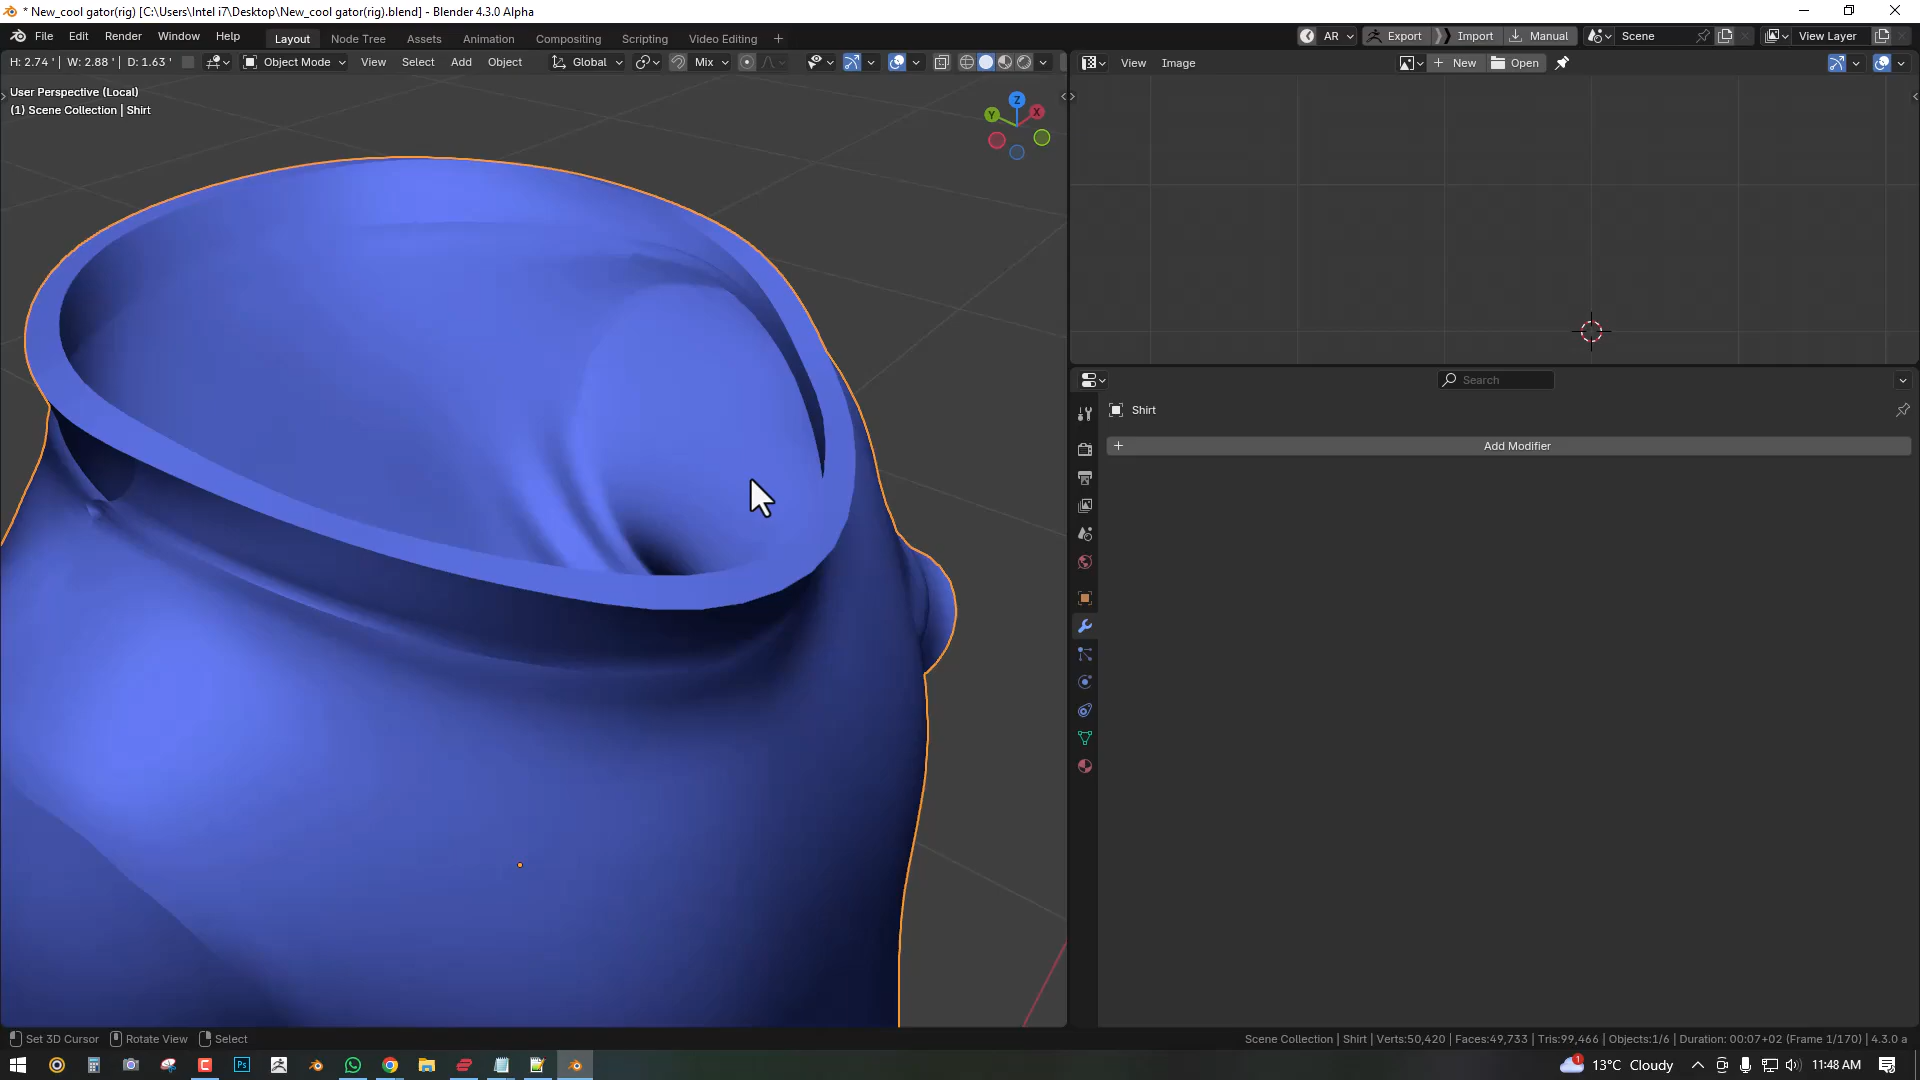 * New_cool gator(rig) [C:\Users\Intel i7\Desktop\New_cool gator(rig).blend] - Blender 4.3.0 Alpha
File Edit Render Window Help Layout Node Tree Assets Animation Compositing Scripting Video Editing + AR Export Import Manual Scene View Layer
H: 2.74 ' | W: 2.88 ' | D: 1.63 ' Object Mode View Select Add Object Global Mix View Image New Open
User Perspective (Local)
(1) Scene Collection | Shirt
Z
Y
X
Search
Shirt
Add Modifier
Set 3D Cursor Rotate View Select Scene Collection | Shirt | Verts:50,420 | Faces:49,733 | Tris:99,466 | Objects:1/6 | Duration: 00:07+02 (Frame 1/170) | 4.3.0 a
Ps 1 13°C Cloudy 11:48 AM